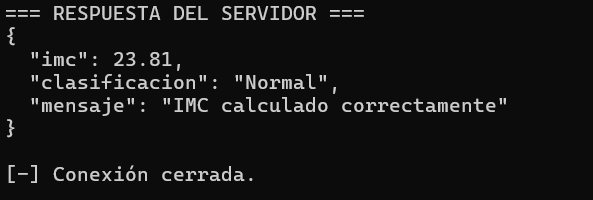 === RESPUESTA DEL SERVIDOR ===
{
  "imc": 23.81,
  "clasificacion": "Normal",
  "mensaje": "IMC calculado correctamente"
}
[-] Conexión cerrada.